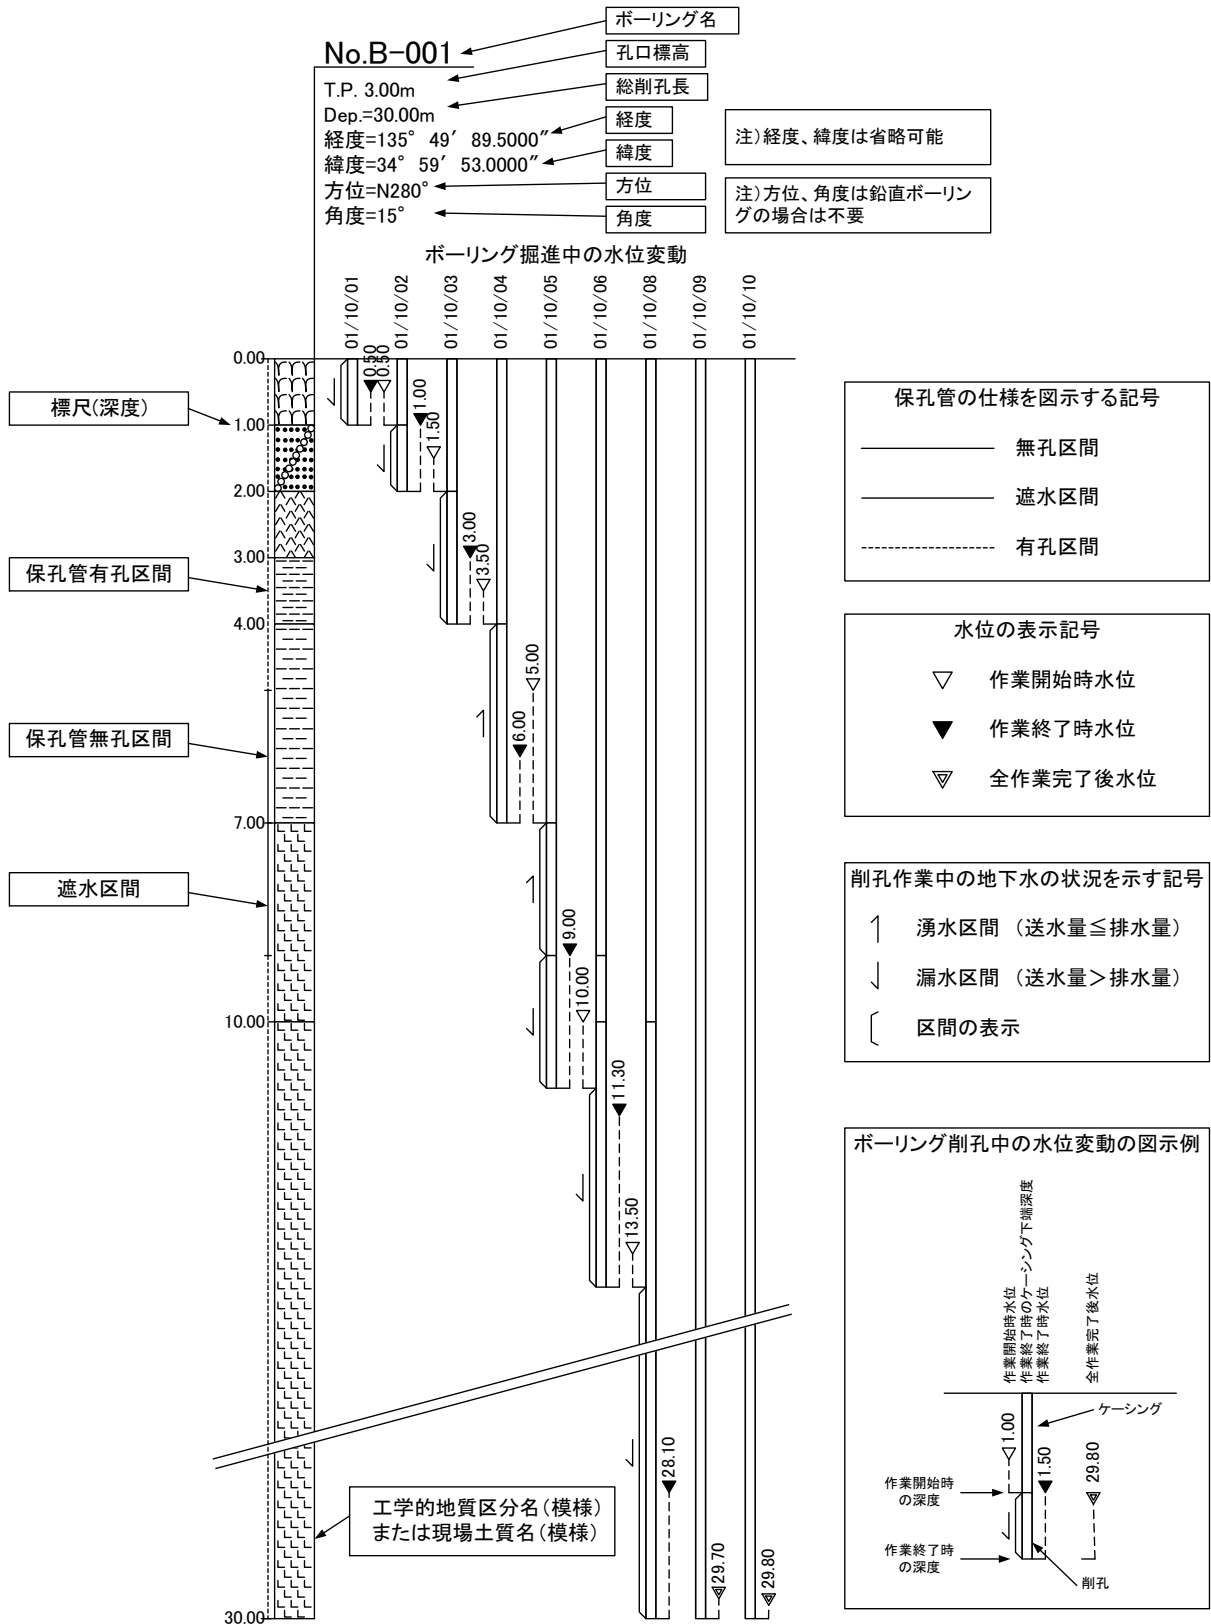 No.B-001
T.P. 3.00m
Dep.=30.00m
経度=135° 49′ 89.5000″
緯度=34° 59′ 53.0000″
方位=N280°
角度=15°
ボーリング名
孔口標高
総削孔長
経度
緯度
方位
角度
注)経度、緯度は省略可能
注)方位、角度は鉛直ボーリン
グの場合は不要
ボーリング掘進中の水位変動
01/10/01
01/10/02
01/10/03
01/10/04
01/10/05
01/10/06
01/10/08
01/10/09
01/10/10
0.00
1.00
2.00
3.00
4.00
7.00
10.00
30.00
標尺(深度)
保孔管有孔区間
保孔管無孔区間
遮水区間
0.50
0.50
1.00
1.50
3.00
3.50
6.00
5.00
9.00
10.00
11.30
13.50
28.10
29.70
29.80
工学的地質区分名(模様)
または現場土質名(模様)
保孔管の仕様を図示する記号
無孔区間
遮水区間
有孔区間
水位の表示記号
作業開始時水位
作業終了時水位
全作業完了後水位
削孔作業中の地下水の状況を示す記号
湧水区間 (送水量≦排水量)
漏水区間 (送水量>排水量)
区間の表示
ボーリング削孔中の水位変動の図示例
作業開始時水位
作業終了時のケーシング下端深度
作業終了時水位
全作業完了後水位
ケーシング
1.00
1.50
29.80
作業開始時
の深度
作業終了時
の深度
削孔